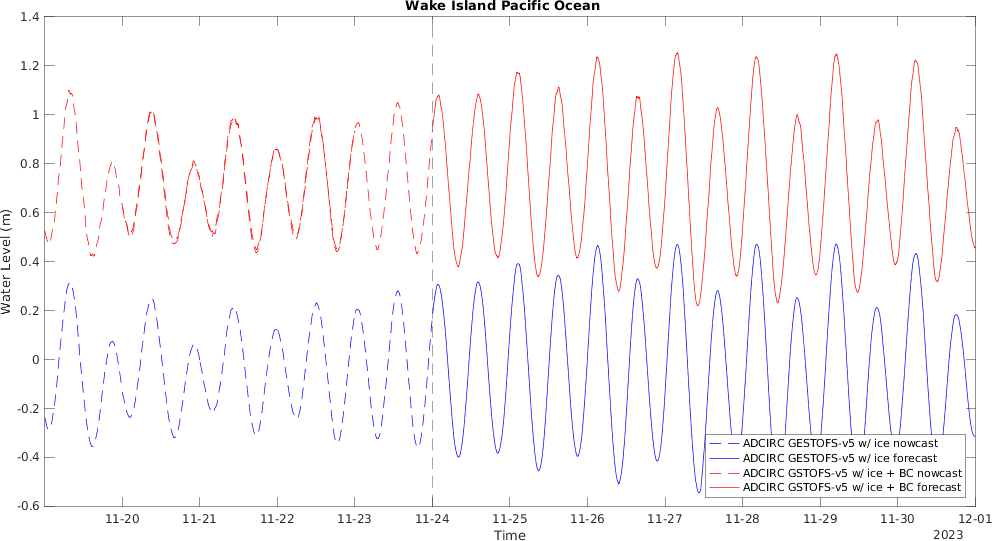 Wake Island Pacific Ocean
1.4
1.2
1
0.8
0.6
0.4
0.2
0
-0.2
-0.4
-0.6
Water Level (m)
ADCIRC GESTOFS-v5 w/ ice nowcast
ADCIRC GESTOFS-v5 w/ ice forecast
ADCIRC GSTOFS-v5 w/ ice + BC nowcast
ADCIRC GSTOFS-v5 w/ ice + BC forecast
11-20 11-21 11-22 11-23 11-24 11-25 11-26 11-27 11-28 11-29 11-30 12-01
Time
2023